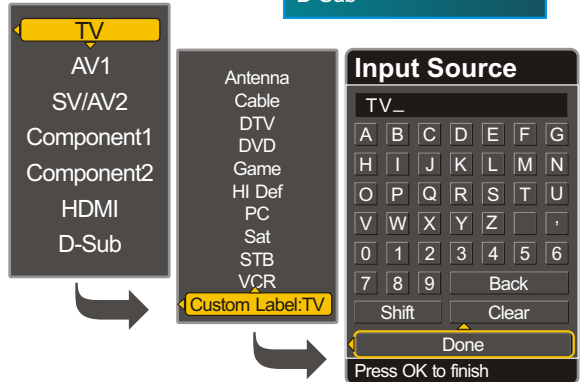 D-Sub
TV
AV1
SV/AV2
Component1
Component2
HDMI
D-Sub
Antenna
Cable
DTV
DVD
Game
HI Def
PC
Sat
STB
VCR
Custom Label:TV
Input Source
TV_
A B C D E F G
H I J K L M N
O P Q R S T U
V W X Y Z ,
0 1 2 3 4 5 6
7 8 9 Back
Shift Clear
Done
Press OK to finish